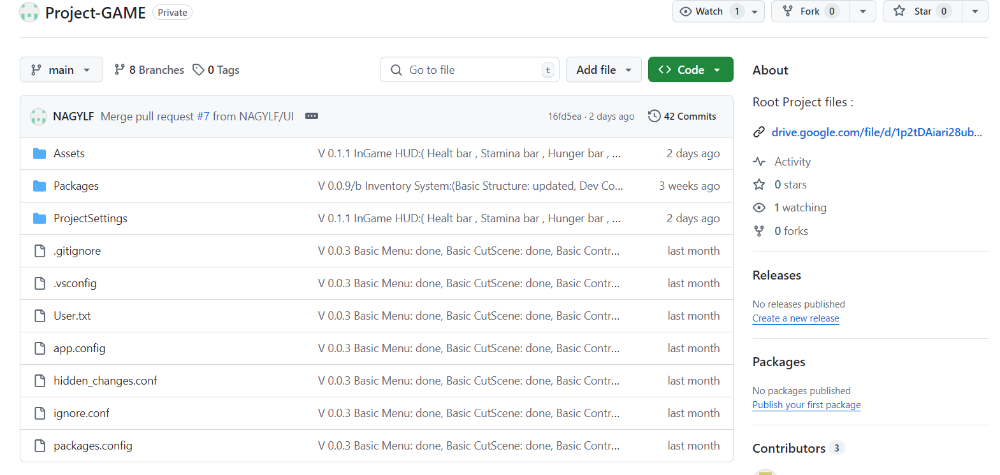 Project-GAME Private Watch 1 Fork 0 Star 0
main 8 Branches 0 Tags Go to file t Add file Code
NAGYLF Merge pull request #7 from NAGYLF/UI 16fd5ea · 2 days ago 42 Commits
Assets V 0.1.1 InGame HUD:( Healt bar , Stamina bar , Hunger bar , ... 2 days ago
Packages V 0.0.9/b Inventory System:(Basic Structure: updated, Dev Co... 3 weeks ago
ProjectSettings V 0.1.1 InGame HUD:( Healt bar , Stamina bar , Hunger bar , ... 2 days ago
.gitignore V 0.0.3 Basic Menu: done, Basic CutScene: done, Basic Contr... last month
.vsconfig V 0.0.3 Basic Menu: done, Basic CutScene: done, Basic Contr... last month
User.txt V 0.0.3 Basic Menu: done, Basic CutScene: done, Basic Contr... last month
app.config V 0.0.3 Basic Menu: done, Basic CutScene: done, Basic Contr... last month
hidden_changes.conf V 0.0.3 Basic Menu: done, Basic CutScene: done, Basic Contr... last month
ignore.conf V 0.0.3 Basic Menu: done, Basic CutScene: done, Basic Contr... last month
packages.config V 0.0.3 Basic Menu: done, Basic CutScene: done, Basic Contr... last month
About
Root Project files :
drive.google.com/file/d/1p2tDAiari28ub...
Activity
0 stars
1 watching
0 forks
Releases
No releases published
Create a new release
Packages
No packages published
Publish your first package
Contributors 3